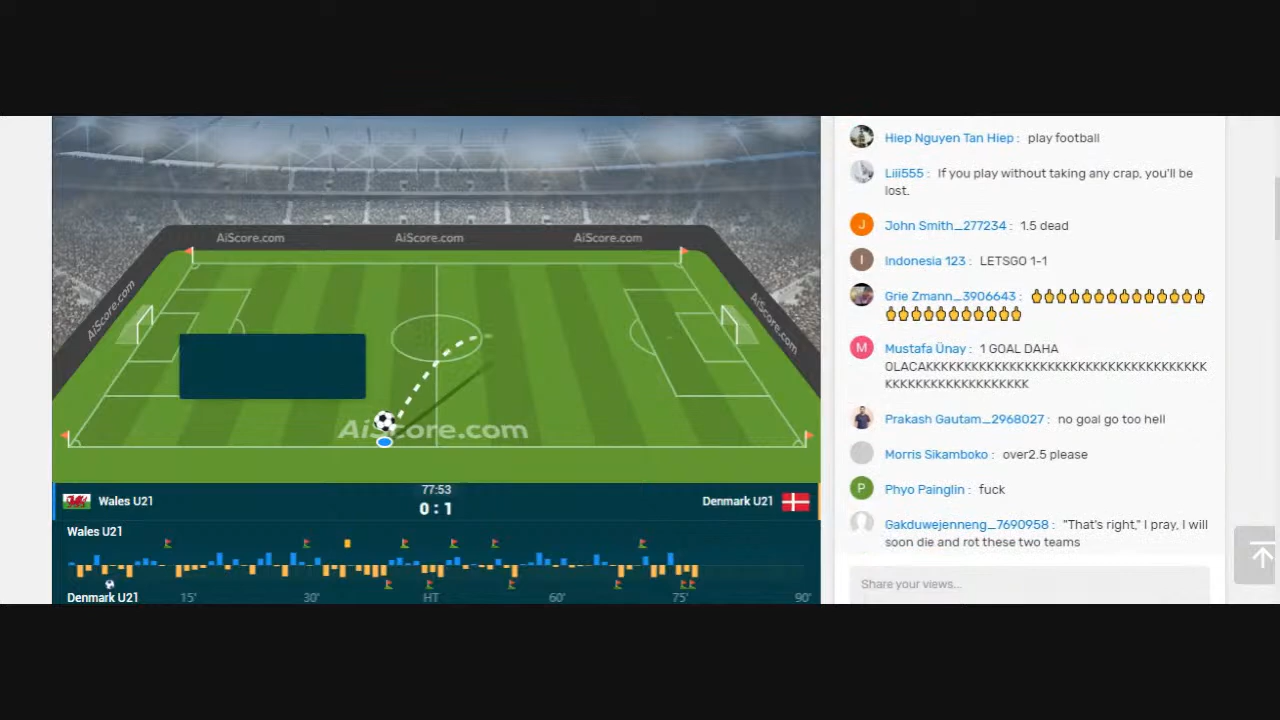 AiScore.com
AiScore.com
AiScore.com
AiScore.com
AiScore.com
AiScore.com
Wales U21
77:53
0 : 1
Denmark U21
Wales U21
Denmark U21
15'
30'
HT
60'
75'
90'
Hiep Nguyen Tan Hiep : play football
Liii555 : If you play without taking any crap, you'll be
lost.
John Smith_277234 : 1.5 dead
Indonesia 123 : LETSGO 1-1
Grie Zmann_3906643 : 🖕🖕🖕🖕🖕🖕🖕🖕🖕🖕🖕🖕🖕🖕
🖕🖕🖕🖕🖕🖕🖕🖕🖕🖕🖕
Mustafa Ünay : 1 GOAL DAHA
OLACAKKKKKKKKKKKKKKKKKKKKKKKKKKKKKKKKK
KKKKKKKKKKKKKKKKKK
Prakash Gautam_2968027 : no goal go too hell
Morris Sikamboko : over2.5 please
Phyo Painglin : fuck
Gakduwejenneng_7690958 : "That's right," I pray, I will
soon die and rot these two teams
Share your views...
J
I
M
P